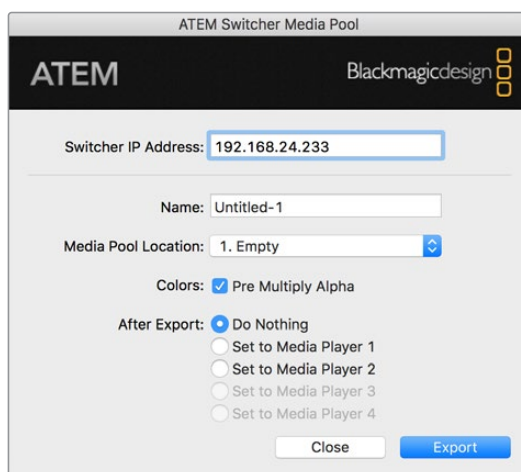 ATEM Switcher Media Pool
ATEM Blackmagicdesign
Switcher IP Address: 192.168.24.233
Name: Untitled-1
Media Pool Location: 1. Empty
Colors: Pre Multiply Alpha
After Export: Do Nothing
Set to Media Player 1
Set to Media Player 2
Set to Media Player 3
Set to Media Player 4
Close Export